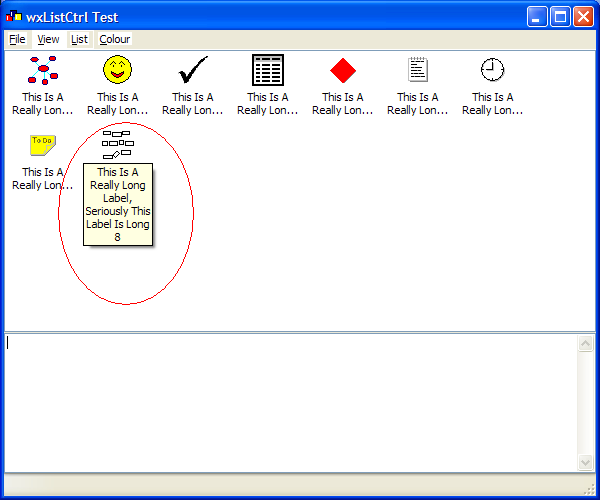 wxListCtrl Test
File View List Colour
This Is A
Really Lon...
This Is A
Really Lon...
This Is A
Really Lon...
This Is A
Really Lon...
This Is A
Really Lon...
This Is A
Really Lon...
This Is A
Really Lon...
To Do
This Is A
Really Lon...
This Is A
Really Long
Label,
Seriously This
Label Is Long
8